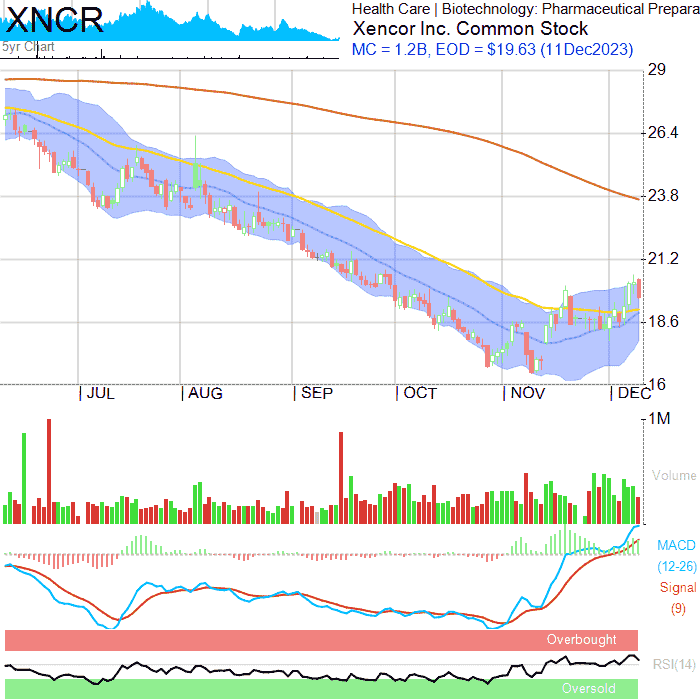 XNCR
5yr Chart
Health Care | Biotechnology: Pharmaceutical Prepara
Xencor Inc. Common Stock
MC = 1.2B, EOD = $19.63 (11Dec2023)
29
26.4
23.8
21.2
18.6
16
JUL
AUG
SEP
OCT
NOV
DEC
1M
Volume
MACD
(12-26)
Signal
(9)
Overbought
RSI(14)
Oversold